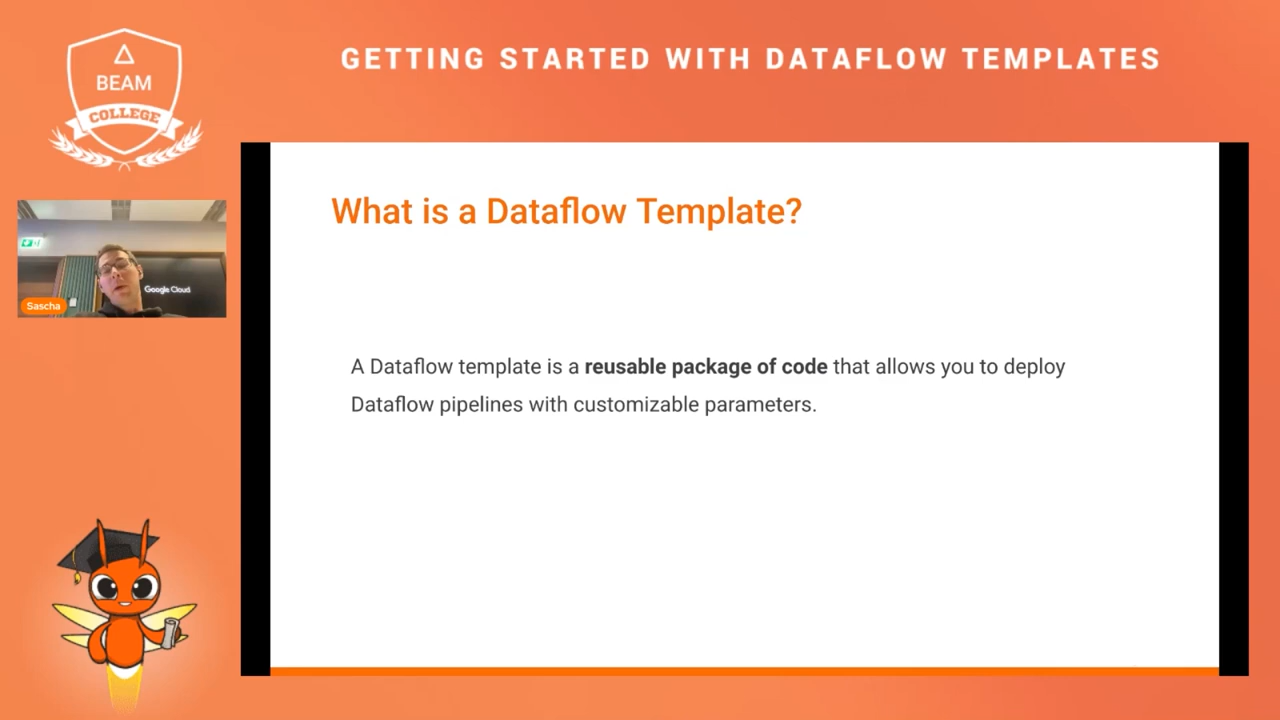 GETTING STARTED WITH DATAFLOW TEMPLATES
BEAM
COLLEGE
What is a Dataflow Template?
Google Cloud
Sascha
A Dataflow template is a reusable package of code that allows you to deploy
Dataflow pipelines with customizable parameters.